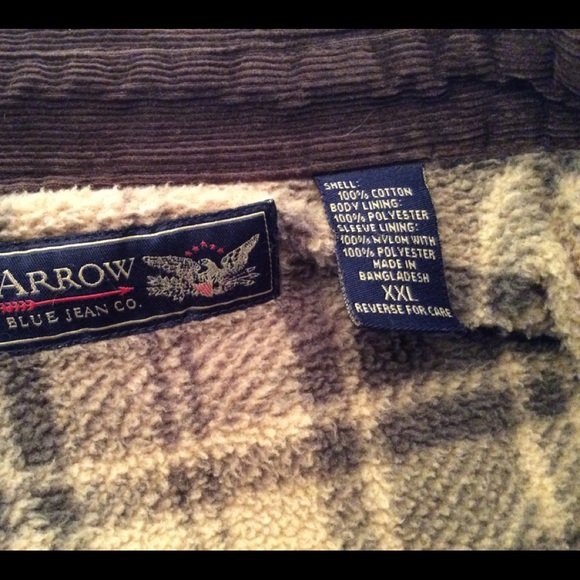 ARROW
BLUE JEAN CO.
SHELL:
100% COTTON
BODY LINING:
100% POLYESTER
SLEEVE LINING:
100% NYLON WITH
100% POLYESTER
MADE IN
BANGLADESH
XXL
REVERSE FOR CARE